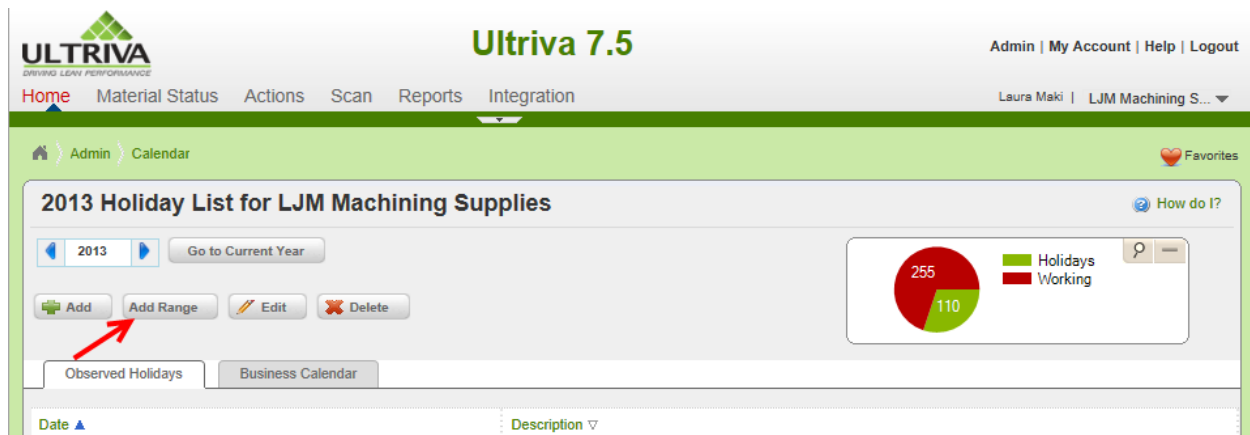 ULTRIVA
DRIVING LEAN PERFORMANCE
Ultriva 7.5
Admin | My Account | Help | Logout
Home Material Status Actions Scan Reports Integration
Laura Maki | LJM Machining S...
Admin Calendar
Favorites
2013 Holiday List for LJM Machining Supplies
How do I?
2013 Go to Current Year
255
110
Holidays
Working
Add Add Range Edit Delete
Observed Holidays Business Calendar
Date Description